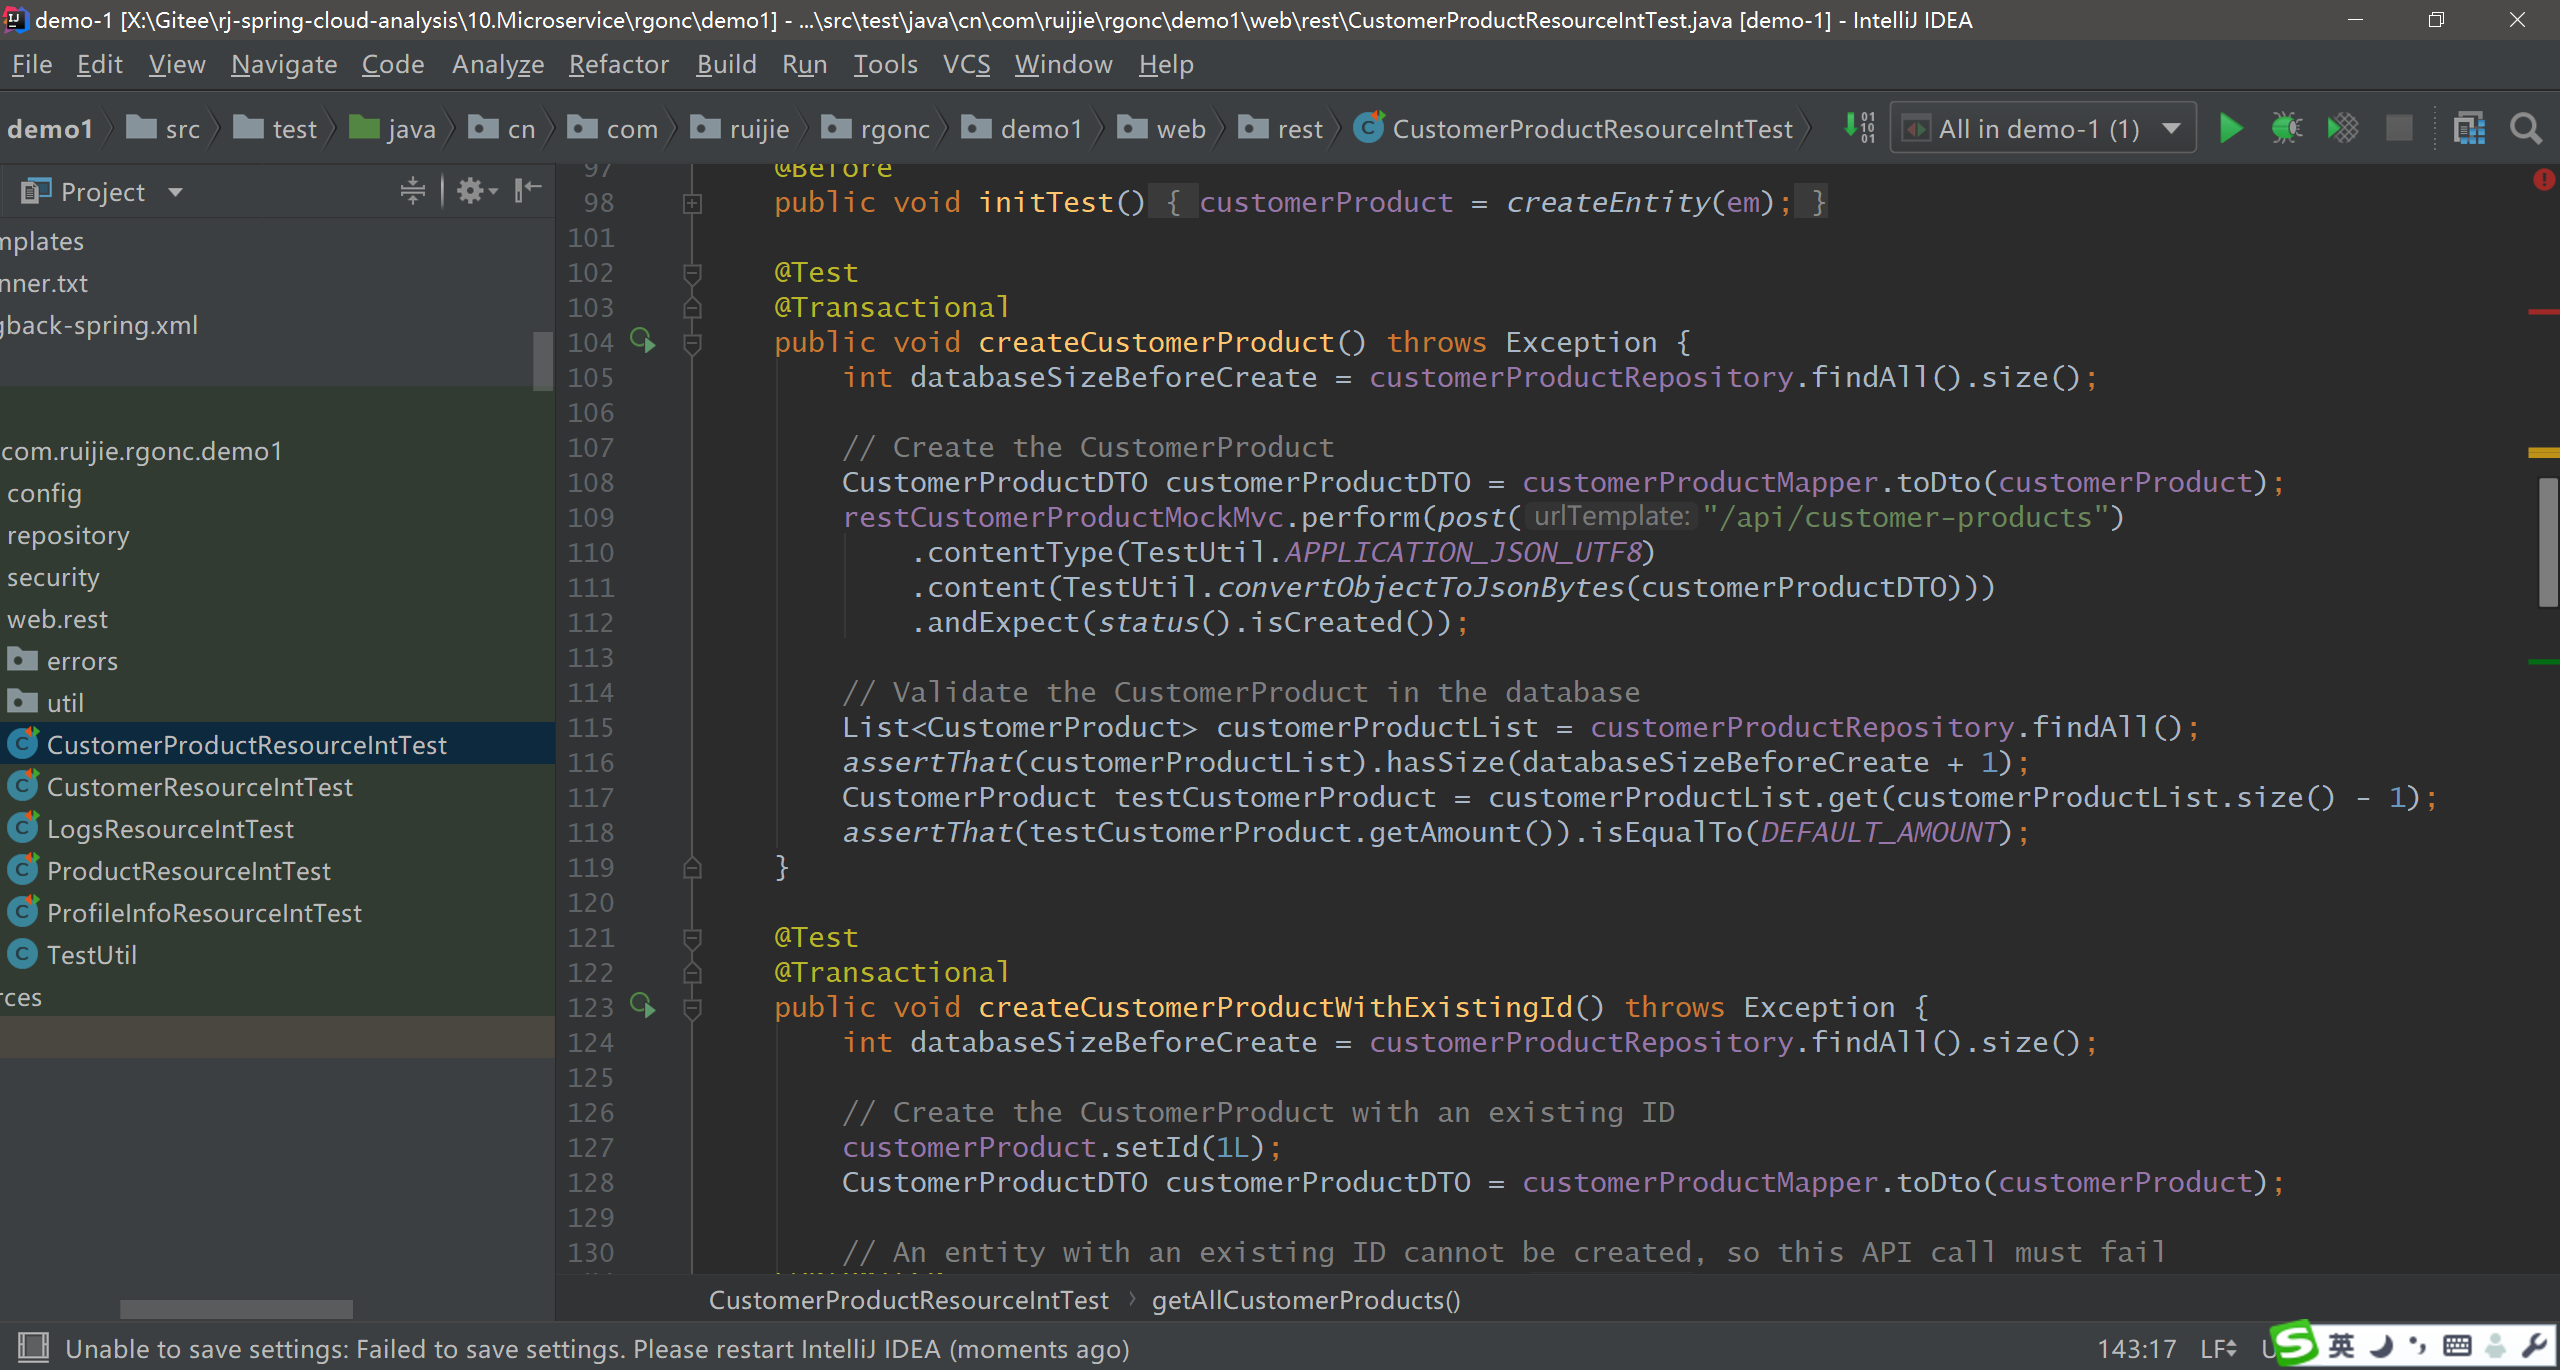 demo-1 [X:\Gitee\rj-spring-cloud-analysis\10.Microservice\rgonc\demo1] - ...\src\test\java\cn\com\ruijie\rgonc\demo1\web\rest\CustomerProductResourceIntTest.java [demo-1] - IntelliJ IDEA
File Edit View Navigate Code Analyze Refactor Build Run Tools VCS Window Help
demo1 src test java cn com ruijie rgonc demo1 web rest CustomerProductResourceIntTest All in demo-1 (1)
Project
mplates
nner.txt
gback-spring.xml
com.ruijie.rgonc.demo1
config
repository
security
web.rest
errors
util
CustomerProductResourceIntTest
CustomerResourceIntTest
LogsResourceIntTest
ProductResourceIntTest
ProfileInfoResourceIntTest
TestUtil
rces
97 @Before
98 public void initTest() { customerProduct = createEntity(em); }
101
102 @Test
103 @Transactional
104 public void createCustomerProduct() throws Exception {
105 int databaseSizeBeforeCreate = customerProductRepository.findAll().size();
106
107 // Create the CustomerProduct
108 CustomerProductDTO customerProductDTO = customerProductMapper.toDto(customerProduct);
109 restCustomerProductMockMvc.perform(post( urlTemplate: "/api/customer-products")
110 .contentType(TestUtil.APPLICATION_JSON_UTF8)
111 .content(TestUtil.convertObjectToJsonBytes(customerProductDTO)))
112 .andExpect(status().isCreated());
113
114 // Validate the CustomerProduct in the database
115 List<CustomerProduct> customerProductList = customerProductRepository.findAll();
116 assertThat(customerProductList).hasSize(databaseSizeBeforeCreate + 1);
117 CustomerProduct testCustomerProduct = customerProductList.get(customerProductList.size() - 1);
118 assertThat(testCustomerProduct.getAmount()).isEqualTo(DEFAULT_AMOUNT);
119 }
120
121 @Test
122 @Transactional
123 public void createCustomerProductWithExistingId() throws Exception {
124 int databaseSizeBeforeCreate = customerProductRepository.findAll().size();
125
126 // Create the CustomerProduct with an existing ID
127 customerProduct.setId(1L);
128 CustomerProductDTO customerProductDTO = customerProductMapper.toDto(customerProduct);
129
130 // An entity with an existing ID cannot be created, so this API call must fail
CustomerProductResourceIntTest › getAllCustomerProducts()
Unable to save settings: Failed to save settings. Please restart IntelliJ IDEA (moments ago) 143:17 LF 英